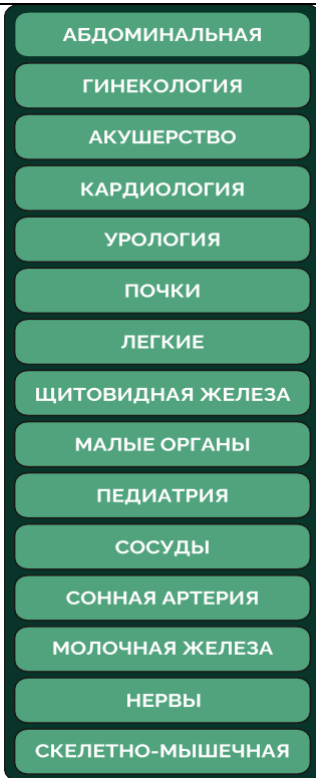 АБДОМИНАЛЬНАЯ
ГИНЕКОЛОГИЯ
АКУШЕРСТВО
КАРДИОЛОГИЯ
УРОЛОГИЯ
ПОЧКИ
ЛЕГКИЕ
ЩИТОВИДНАЯ ЖЕЛЕЗА
МАЛЫЕ ОРГАНЫ
ПЕДИАТРИЯ
СОСУДЫ
СОННАЯ АРТЕРИЯ
МОЛОЧНАЯ ЖЕЛЕЗА
НЕРВЫ
СКЕЛЕТНО-МЫШЕЧНАЯ